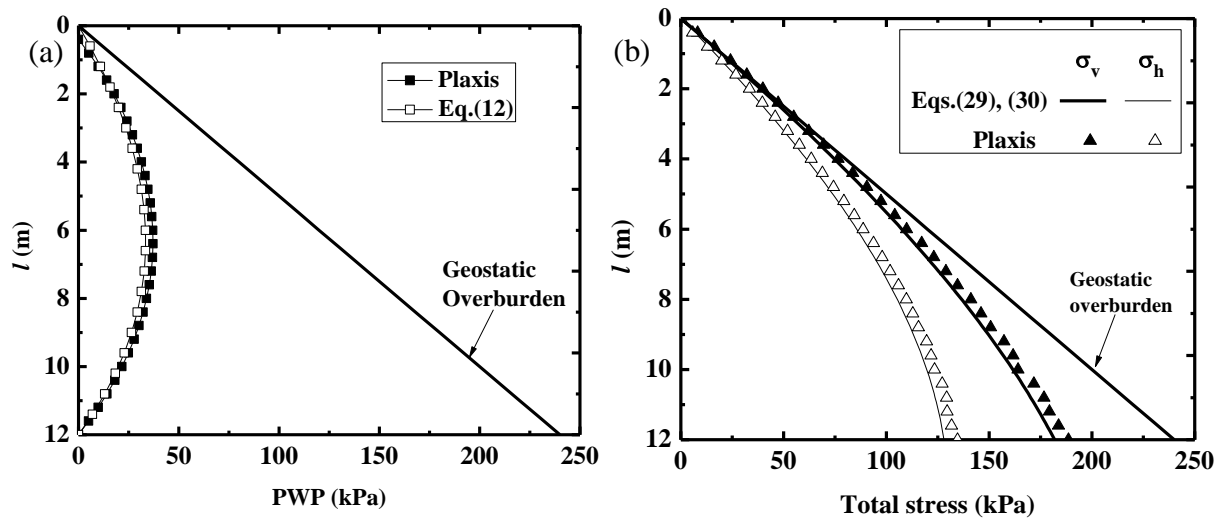 (a)
0 50 100 150 200 250
0
2
4
6
8
10
12
l (m)
PWP (kPa)
Plaxis
Eq.(12)
Geostatic
Overburden
(b)
0
2
4
6
8
10
12
0 50 100 150 200 250
l (m)
Total stress (kPa)
σv σh
Eqs.(29), (30)
Plaxis
Geostatic
overburden